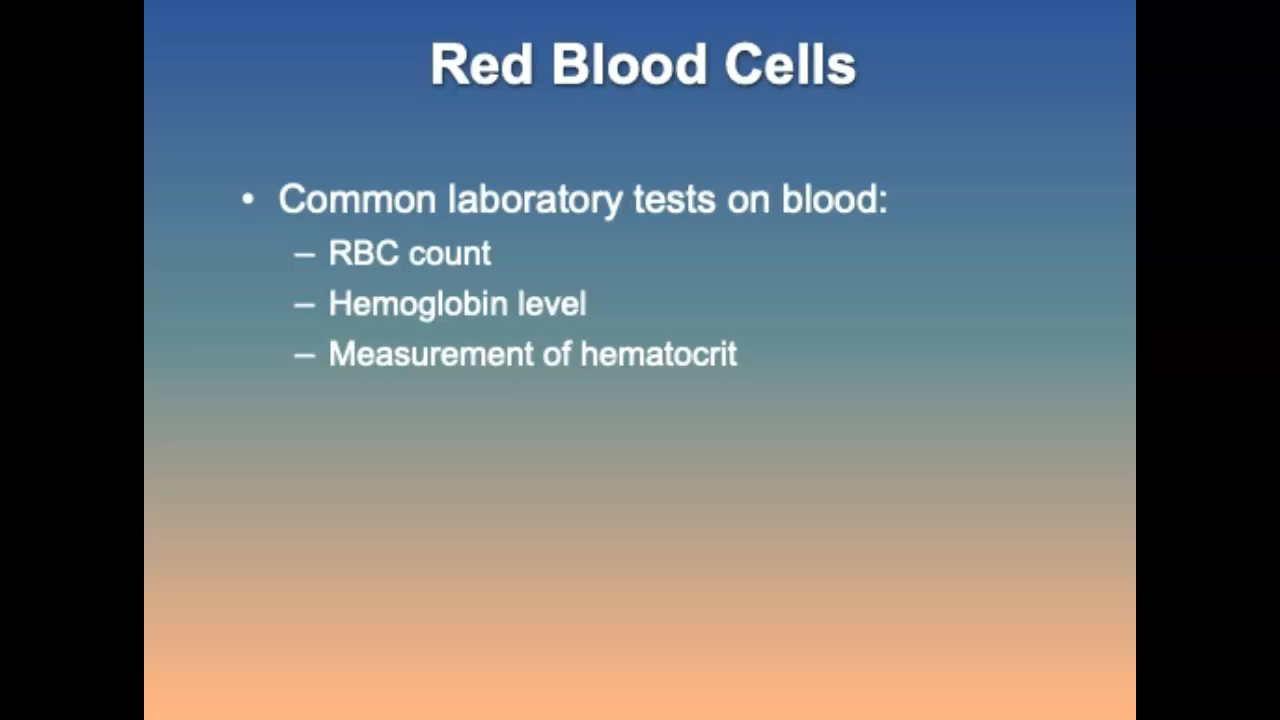 Red Blood Cells
• Common laboratory tests on blood:
– RBC count
– Hemoglobin level
– Measurement of hematocrit